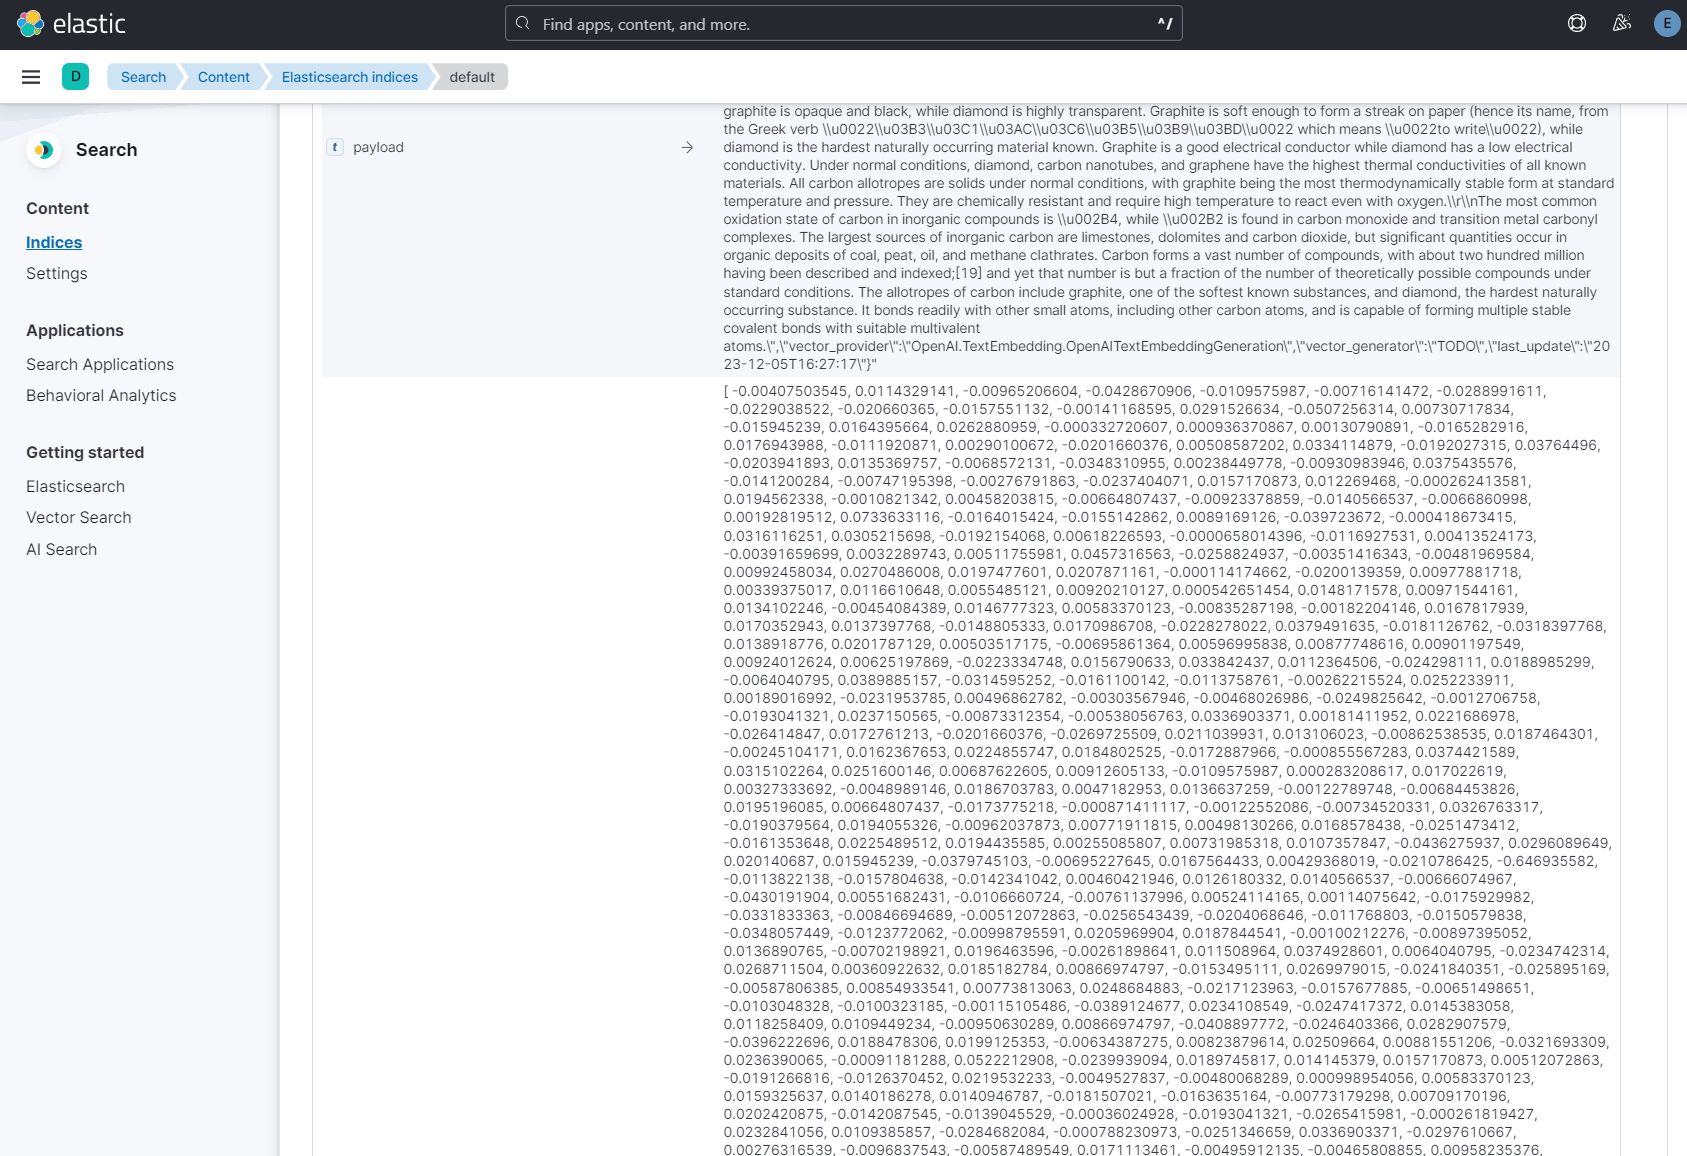 elastic
Find apps, content, and more.
^/
E
D
Search
Content
Elasticsearch indices
default
Search
Content
Indices
Settings
Applications
Search Applications
Behavioral Analytics
Getting started
Elasticsearch
Vector Search
AI Search
t payload
graphite is opaque and black, while diamond is highly transparent. Graphite is soft enough to form a streak on paper (hence its name, from
the Greek verb \\u0022\\u03B3\\u03C1\\u03AC\\u03C6\\u03B5\\u03B9\\u03BD\\u0022 which means \\u0022to write\\u0022), while
diamond is the hardest naturally occurring material known. Graphite is a good electrical conductor while diamond has a low electrical
conductivity. Under normal conditions, diamond, carbon nanotubes, and graphene have the highest thermal conductivities of all known
materials. All carbon allotropes are solids under normal conditions, with graphite being the most thermodynamically stable form at standard
temperature and pressure. They are chemically resistant and require high temperature to react even with oxygen.\\r\\nThe most common
oxidation state of carbon in inorganic compounds is \\u002B4, while \\u002B2 is found in carbon monoxide and transition metal carbonyl
complexes. The largest sources of inorganic carbon are limestones, dolomites and carbon dioxide, but significant quantities occur in
organic deposits of coal, peat, oil, and methane clathrates. Carbon forms a vast number of compounds, with about two hundred million
having been described and indexed;[19] and yet that number is but a fraction of the number of theoretically possible compounds under
standard conditions. The allotropes of carbon include graphite, one of the softest known substances, and diamond, the hardest naturally
occurring substance. It bonds readily with other small atoms, including other carbon atoms, and is capable of forming multiple stable
covalent bonds with suitable multivalent
atoms.\",\"vector_provider\":\"OpenAI.TextEmbedding.OpenAITextEmbeddingGeneration\",\"vector_generator\":\"TODO\",\"last_update\":\"20
23-12-05T16:27:17\"}"
[ -0.00407503545, 0.0114329141, -0.00965206604, -0.0428670906, -0.0109575987, -0.00716141472, -0.0288991611,
-0.0229038522, -0.020660365, -0.0157551132, -0.00141168595, 0.0291526634, -0.0507256314, 0.00730717834,
-0.015945239, 0.0164395664, 0.0262880959, -0.000332720607, 0.000936370867, 0.00130790891, -0.0165282916,
0.0176943988, -0.0111920871, 0.00290100672, -0.0201660376, 0.00508587202, 0.0334114879, -0.0192027315, 0.03764496,
-0.0203941893, 0.0135369757, -0.0068572131, -0.0348310955, 0.00238449778, -0.00930983946, 0.0375435576,
-0.0141200284, -0.00747195398, -0.00276791863, -0.0237404071, 0.0157170873, 0.012269468, -0.000262413581,
0.0194562338, -0.0010821342, 0.00458203815, -0.00664807437, -0.00923378859, -0.0140566537, -0.0066860998,
0.00192819512, 0.0733633116, -0.0164015424, -0.0155142862, 0.0089169126, -0.039723672, -0.000418673415,
0.0316116251, 0.0305215698, -0.0192154068, 0.00618226593, -0.0000658014396, -0.0116927531, 0.00413524173,
-0.00391659699, 0.0032289743, 0.00511755981, 0.0457316563, -0.0258824937, -0.00351416343, -0.00481969584,
0.00992458034, 0.0270486008, 0.0197477601, 0.0207871161, -0.000114174662, -0.0200139359, 0.00977881718,
0.00339375017, 0.0116610648, 0.0055485121, 0.00920210127, 0.000542651454, 0.0148171578, 0.00971544161,
0.0134102246, -0.00454084389, 0.0146777323, 0.00583370123, -0.00835287198, -0.00182204146, 0.0167817939,
0.0170352943, 0.0137397768, -0.0148805333, 0.0170986708, -0.0228278022, 0.0379491635, -0.0181126762, -0.0318397768,
0.0138918776, 0.0201787129, 0.00503517175, -0.00695861364, 0.00596995838, 0.00877748616, 0.00901197549,
0.00924012624, 0.00625197869, -0.0223334748, 0.0156790633, 0.033842437, 0.0112364506, -0.024298111, 0.0188985299,
-0.0064040795, 0.0389885157, -0.0314595252, -0.0161100142, -0.0113758761, -0.00262215524, 0.0252233911,
0.00189016992, -0.0231953785, 0.00496862782, -0.00303567946, -0.00468026986, -0.0249825642, -0.0012706758,
-0.0193041321, 0.0237150565, -0.00873312354, -0.00538056763, 0.0336903371, 0.00181411952, 0.0221686978,
-0.026414847, 0.0172761213, -0.0201660376, -0.0269725509, 0.0211039931, 0.013106023, -0.00862538535, 0.0187464301,
-0.00245104171, 0.0162367653, 0.0224855747, 0.0184802525, -0.0172887966, -0.000855567283, 0.0374421589,
0.0315102264, 0.0251600146, 0.00687622605, 0.00912605133, -0.0109575987, 0.000283208617, 0.017022619,
0.00327333692, -0.0048989146, 0.0186703783, 0.0047182953, 0.0136637259, -0.00122789748, -0.00684453826,
0.0195196085, 0.00664807437, -0.0173775218, -0.000871411117, -0.00122552086, -0.00734520331, 0.0326763317,
-0.0190379564, 0.0194055326, -0.00962037873, 0.00771911815, 0.00498130266, 0.0168578438, -0.0251473412,
-0.0161353648, 0.0225489512, 0.0194435585, 0.00255085807, 0.00731985318, 0.0107357847, -0.0436275937, 0.0296089649,
0.020140687, 0.015945239, -0.0379745103, -0.00695227645, 0.0167564433, 0.00429368019, -0.0210786425, -0.646935582,
-0.0113822138, -0.0157804638, -0.0142341042, 0.00460421946, 0.0126180332, 0.0140566537, -0.00666074967,
-0.0430191904, 0.00551682431, -0.0106660724, -0.00761137996, 0.00524114165, 0.00114075642, -0.0175929982,
-0.0331833363, -0.00846694689, -0.00512072863, -0.0256543439, -0.0204068646, -0.011768803, -0.0150579838,
-0.0348057449, -0.0123772062, -0.00998795591, 0.0205969904, 0.0187844541, -0.00100212276, -0.00897395052,
0.0136890765, -0.00702198921, 0.0196463596, -0.00261898641, 0.011508964, 0.0374928601, 0.0064040795, -0.0234742314,
0.0268711504, 0.00360922632, 0.0185182784, 0.00866974797, -0.0153495111, 0.0269979015, -0.0241840351, -0.025895169,
-0.00587806385, 0.00854933541, 0.00773813063, 0.0248684883, -0.0217123963, -0.0157677885, -0.00651498651,
-0.0103048328, -0.0100323185, -0.00115105486, -0.0389124677, 0.0234108549, -0.0247417372, 0.0145383058,
0.0118258409, 0.0109449234, -0.00950630289, 0.00866974797, -0.0408897772, -0.0246403366, 0.0282907579,
-0.0396222696, 0.0188478306, 0.0199125353, -0.00634387275, 0.00823879614, 0.02509664, 0.00881551206, -0.0321693309,
0.0236390065, -0.00091181288, 0.0522212908, -0.0239939094, 0.0189745817, 0.014145379, 0.0157170873, 0.00512072863,
-0.0191266816, -0.0126370452, 0.0219532233, -0.0049527837, -0.00480068289, 0.000998954056, 0.00583370123,
0.0159325637, 0.0140186278, 0.0140946787, -0.0181507021, -0.0163635164, -0.00773179298, 0.00709170196,
0.0202420875, -0.0142087545, -0.0139045529, -0.00036024928, -0.0193041321, -0.0265415981, -0.000261819427,
0.0232841056, 0.0109385857, -0.0284682084, -0.000788230973, -0.0251346659, 0.0336903371, -0.0297610667,
0.00276316539, -0.0096837543, -0.00587489549, 0.0171113461, -0.00495912135, -0.00465808855, 0.00958235376,